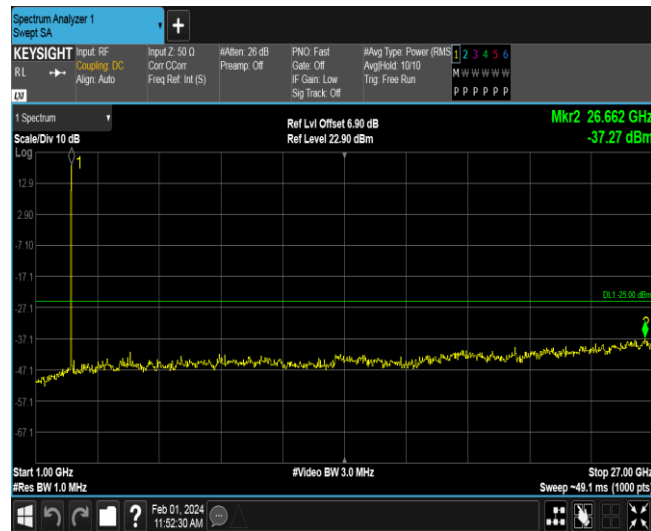 Spectrum Analyzer 1
Swept SA
+
KEYSIGHT
RL
LXI
Input: RF
Coupling: DC
Align: Auto
Input Z: 50 Ω
Corr CCorr
Freq Ref: Int (S)
#Atten: 26 dB
Preamp: Off
PNO: Fast
Gate: Off
IF Gain: Low
Sig Track: Off
#Avg Type: Power (RMS
Avg|Hold: 10/10
Trig: Free Run
1 2 3 4 5 6
M W W W W W
P P P P P P
1 Spectrum
Scale/Div 10 dB
Log
Ref Lvl Offset 6.90 dB
Ref Level 22.90 dBm
Mkr2 26.662 GHz
-37.27 dBm
1
12.9
2.90
-7.10
-17.1
DL1 -25.00 dBm
-27.1
2
-37.1
-47.1
-57.1
-67.1
Start 1.00 GHz
#Res BW 1.0 MHz
#Video BW 3.0 MHz
Stop 27.00 GHz
Sweep ~49.1 ms (1000 pts)
?
Feb 01, 2024
11:52:30 AM